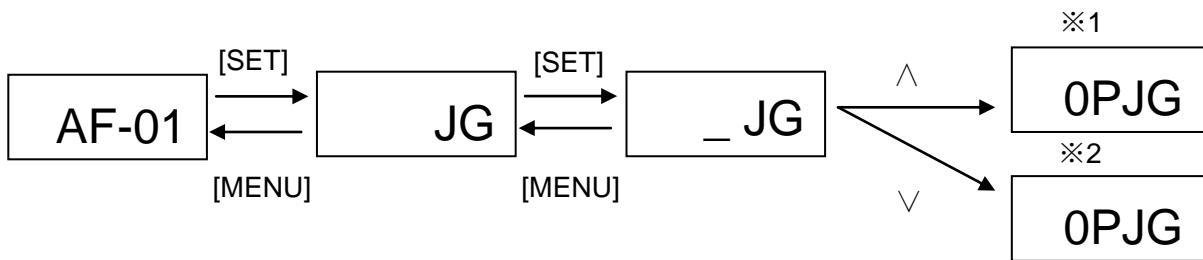 ※1
[SET]
[SET]
∧
0PJG
AF-01
JG
_ JG
※2
[MENU]
[MENU]
∨
0PJG